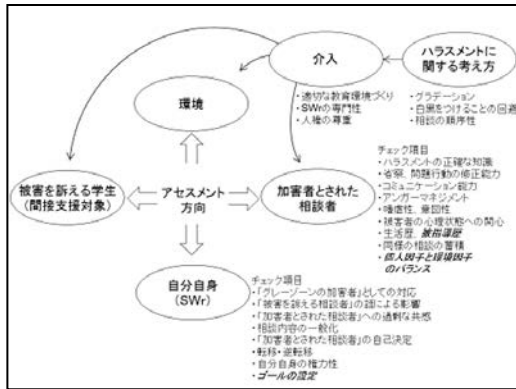 介入
ハラスメントに
関する考え方
・適切な教育環境づくり
・SWrの専門性
・人権の尊重
・グラデーション
・白黒をつけることの回避
・相談の順序性
環境
被害を訴える学生
(間接支援対象)
アセスメント
方向
加害者とされた
相談者
チェック項目
・ハラスメントの正確な知識
・省察、問題行動の修正能力
・コミュニケーション能力
・アンガーマネジメント
・嗜虐性、意図性
・被害者の心理状態への関心
・生活歴、被指導歴
・同様の相談の蓄積
・個人因子と環境因子
のバランス
自分自身
(SWr)
チェック項目
・「グレーゾーンの加害者」としての対応
・「被害を訴える相談者」の話による影響
・「加害者とされた相談者」への過剰な共感
・相談内容の一般化
・「加害者とされた相談者」の自己決定
・転移・逆転移
・自分自身の権力性
・ゴールの設定